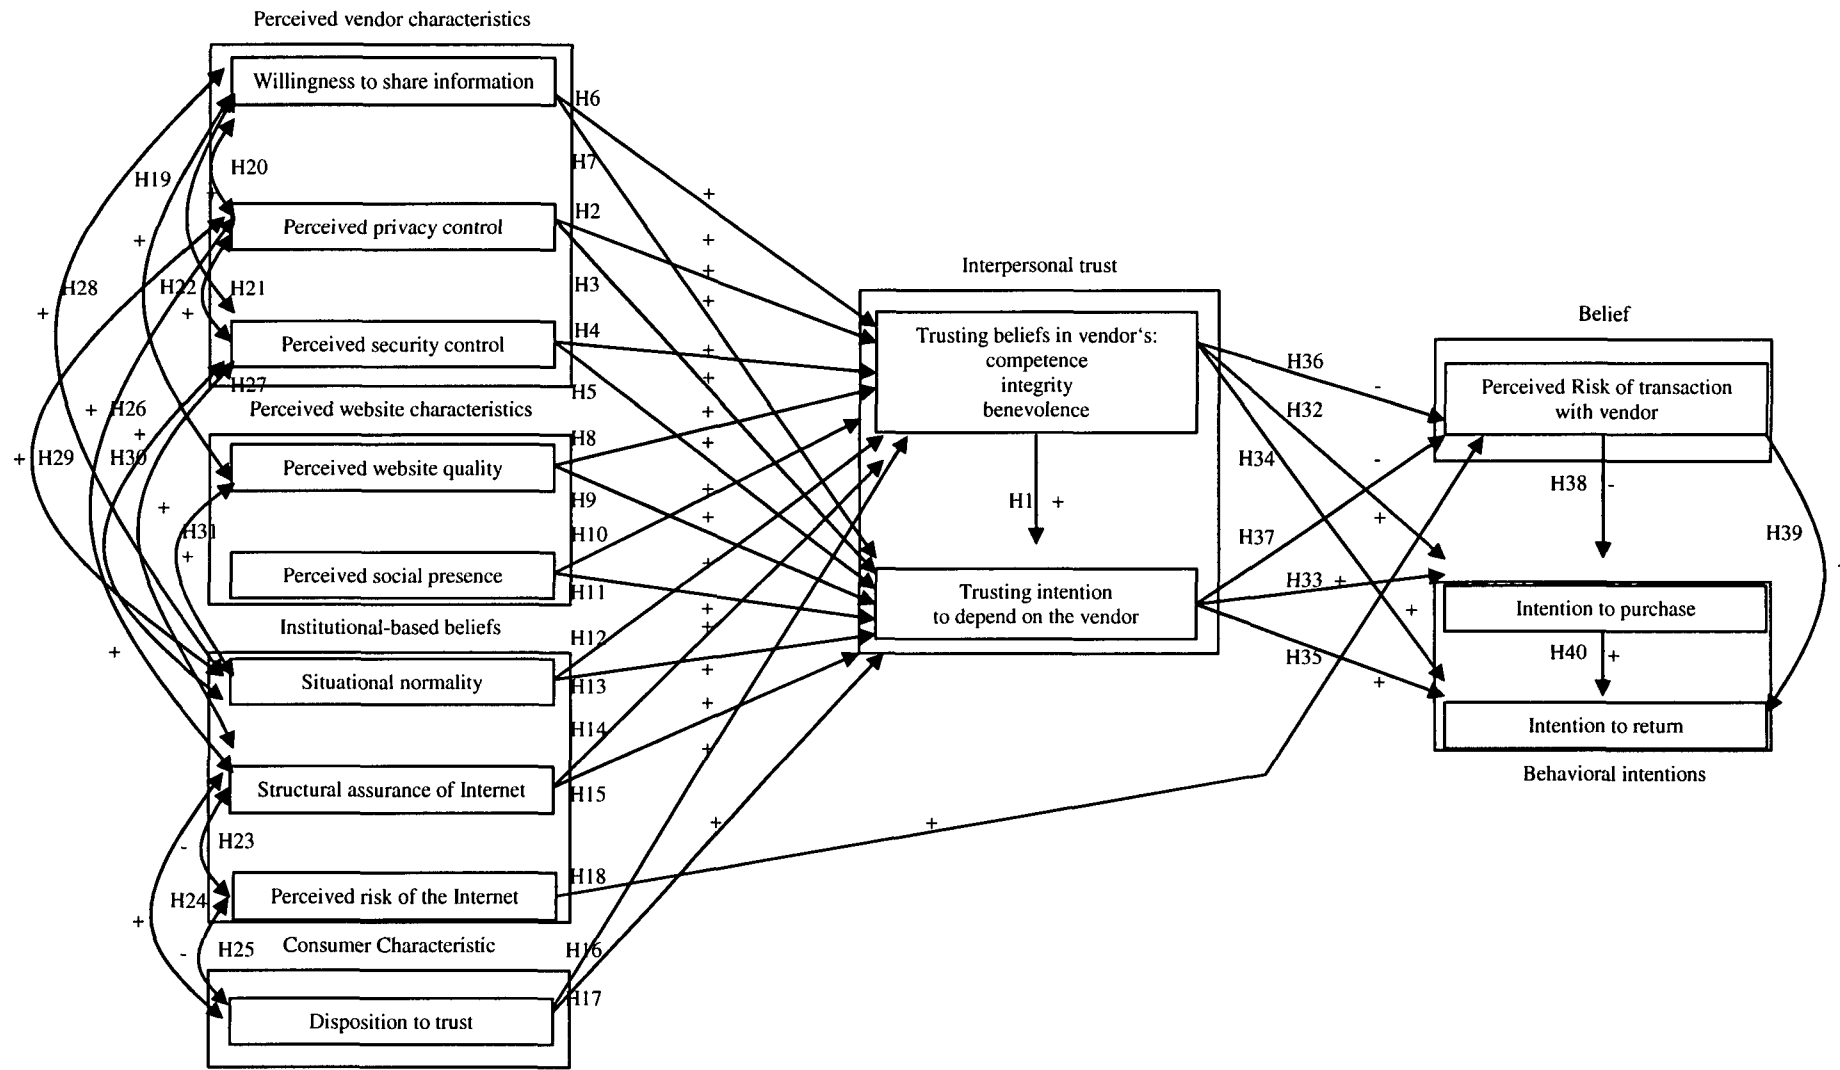 Perceived vendor characteristics
Willingness to share information
H6
H7
+
H20
H19
+
Perceived privacy control
H2
+
+
+
+
H3
H28
H22
H21
+
+
Perceived security control
H4
+
H27
H5
+
Perceived website characteristics
+
H26
+
+
H8
+
Perceived website quality
+
H29
H30
H9
+
+
H31
+
H10
+
Perceived social presence
H11
+
+
Institutional-based beliefs
H12
+
+
Situational normality
H13
+
H14
+
Structural assurance of Internet
H15
+
-
H23
Perceived risk of the Internet
H18
+
H24
+
-
H25
Consumer Characteristic
H16
H17
Disposition to trust
Interpersonal trust
Trusting beliefs in vendor‘s:
competence
integrity
benevolence
H1
+
Trusting intention
to depend on the vendor
H36
-
H32
H34
-
+
H37
H33
+
+
H35
+
Belief
Perceived Risk of transaction
with vendor
H38
-
H39
Intention to purchase
H40
+
Intention to return
Behavioral intentions